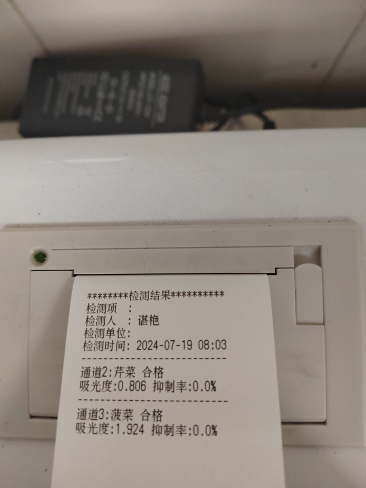 ********检测结果**********
检测项 :
检测人 : 谌艳
检测单位:
检测时间: 2024-07-19 08:03
--------------------------------
通道2:芹菜 合格
吸光度:0.806 抑制率:0.0%
--------------------------------
通道3:菠菜 合格
吸光度:1.924 抑制率:0.0%